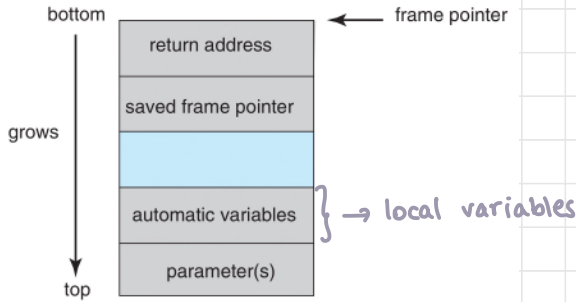 bottom
frame pointer
return address
saved frame pointer
grows
automatic variables
→ local variables
parameter(s)
top